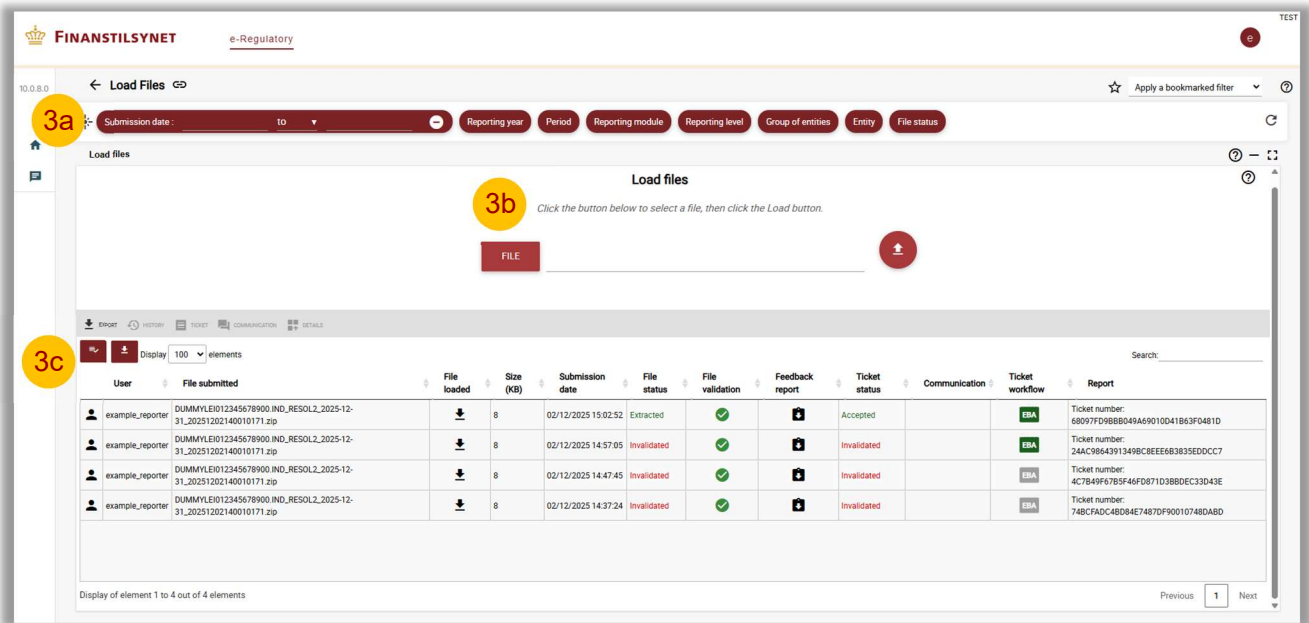 TEST
FINANSTILSYNET
e-Regulatory
e
10.0.8.0
Load Files
Apply a bookmarked filter
3a
Submission date :
to
Reporting year
Period
Reporting module
Reporting level
Group of entities
Entity
File status
Load files
Load files
3b
Click the button below to select a file, then click the Load button.
FILE
EXPORT HISTORY TICKET COMMUNICATION DETAILS
3c
Display 100 elements
Search:
User File submitted File loaded Size (KB) Submission date File status File validation Feedback report Ticket status Communication Ticket workflow Report
example_reporter DUMMYLEI012345678900.IND_RESOL2_2025-12-
31_20251202140010171.zip 8 02/12/2025 15:02:52 Extracted Accepted EBA Ticket number:
68097FD9BBB049A69010D41B63F0481D
example_reporter DUMMYLEI012345678900.IND_RESOL2_2025-12-
31_20251202140010171.zip 8 02/12/2025 14:57:05 Invalidated Invalidated EBA Ticket number:
24AC9864391349BC8EEE6B3835EDDCC7
example_reporter DUMMYLEI012345678900.IND_RESOL2_2025-12-
31_20251202140010171.zip 8 02/12/2025 14:47:45 Invalidated Invalidated EBA Ticket number:
4C7B49F67B5F46FD871D3BBDEC33D43E
example_reporter DUMMYLEI012345678900.IND_RESOL2_2025-12-
31_20251202140010171.zip 8 02/12/2025 14:37:24 Invalidated Invalidated EBA Ticket number:
74BCFADC4BD84E7487DF90010748DABD
Display of element 1 to 4 out of 4 elements
Previous 1 Next